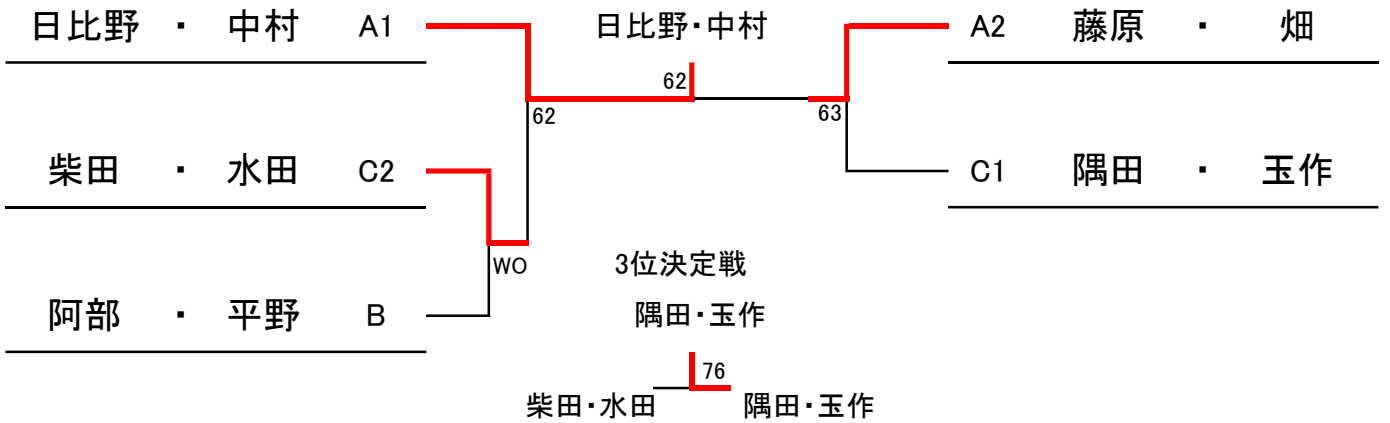 日比野 ・ 中村 A1
日比野・中村
A2 藤原 ・ 畑
62
62
63
柴田 ・ 水田 C2
C1 隅田 ・ 玉作
WO
3位決定戦
阿部 ・ 平野 B
隅田・玉作
76
柴田・水田
隅田・玉作